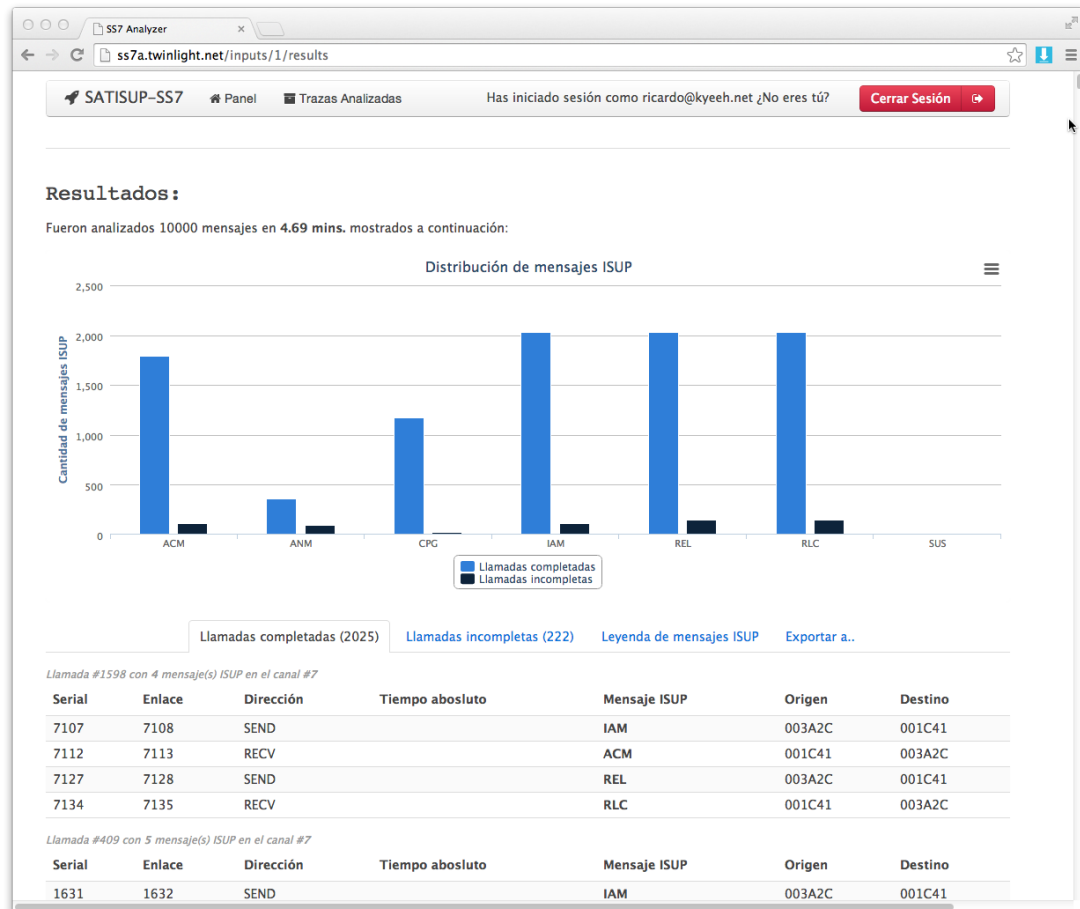 SS7 Analyzer
ss7a.twinlight.net/inputs/1/results
SATISUP-SS7 Panel Trazas Analizadas Has iniciado sesión como ricardo@kyeeh.net ¿No eres tú? Cerrar Sesión
Resultados:
Fueron analizados 10000 mensajes en 4.69 mins. mostrados a continuación:
Distribución de mensajes ISUP
Cantidad de mensajes ISUP
2,500
2,000
1,500
1,000
500
0
ACM ANM CPG IAM REL RLC SUS
Llamadas completadas
Llamadas incompletas
Llamadas completadas (2025) Llamadas incompletas (222) Leyenda de mensajes ISUP Exportar a..
Llamada #1598 con 4 mensaje(s) ISUP en el canal #7
Serial Enlace Dirección Tiempo absoluto Mensaje ISUP Origen Destino
7107 7108 SEND IAM 003A2C 001C41
7112 7113 RECV ACM 001C41 003A2C
7127 7128 SEND REL 003A2C 001C41
7134 7135 RECV RLC 001C41 003A2C
Llamada #409 con 5 mensaje(s) ISUP en el canal #7
Serial Enlace Dirección Tiempo absoluto Mensaje ISUP Origen Destino
1631 1632 SEND IAM 003A2C 001C41